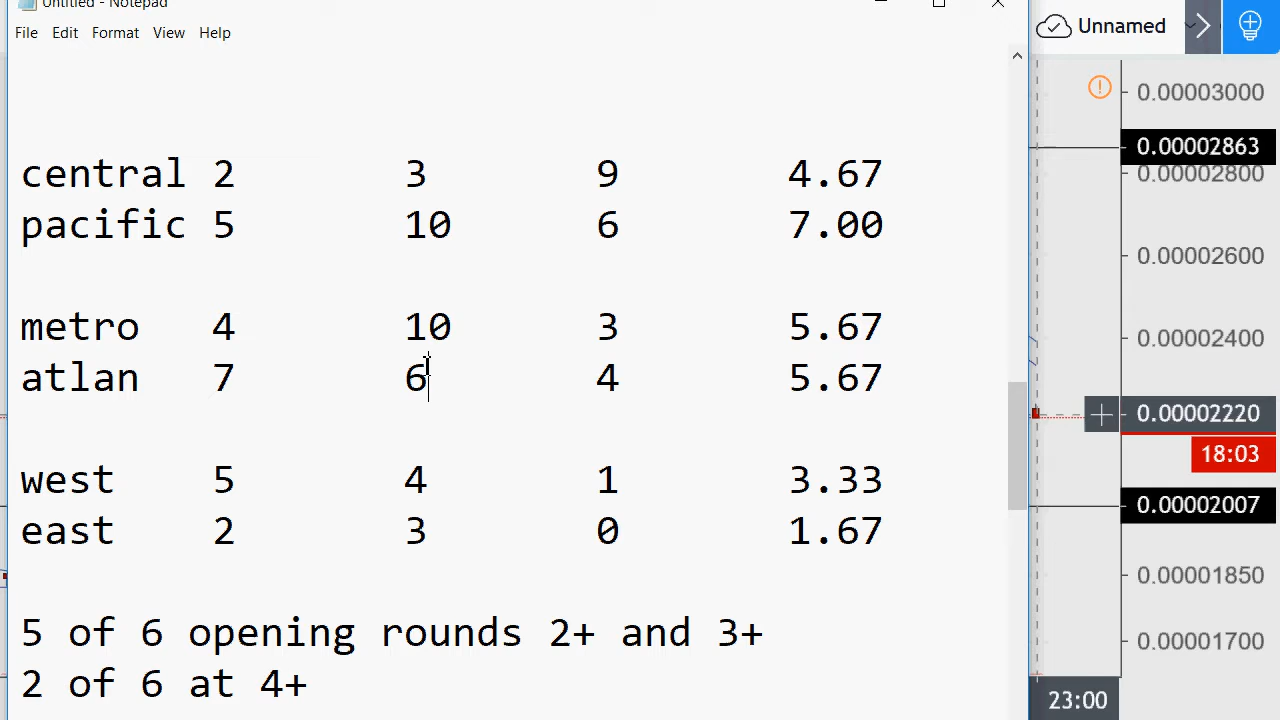 Untitled - Notepad
File Edit Format View Help
central 2 3 9 4.67
pacific 5 10 6 7.00
metro 4 10 3 5.67
atlan 7 6 4 5.67
west 5 4 1 3.33
east 2 3 0 1.67
5 of 6 opening rounds 2+ and 3+
2 of 6 at 4+
Unnamed
0.00003000
0.00002863
0.00002800
0.00002600
0.00002400
0.00002220
18:03
0.00002007
0.00001850
0.00001700
23:00